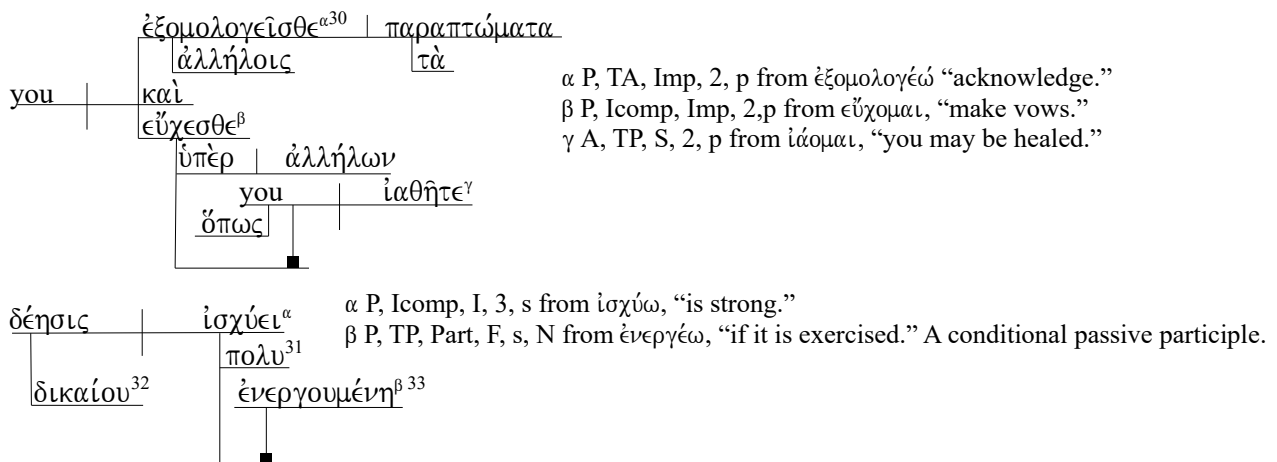 ἐξομολογεῖσθε^α30 παραπτώματα
ἀλλήλοις τὰ
you καὶ
εὔχεσθε^β
ὑπὲρ ἀλλήλων
you ἰαθῆτε^γ
ὅπως
α P, TA, Imp, 2, p from ἐξομολογέώ “acknowledge.”
β P, Icomp, Imp, 2,p from εὔχομαι, “make vows.”
γ A, TP, S, 2, p from ἰάομαι, “you may be healed.”
δέησις ἰσχύει^α
πολυ^31
δικαίου^32 ἐνεργουμένη^β 33
α P, Icomp, I, 3, s from ἰσχύω, “is strong.”
β P, TP, Part, F, s, N from ἐνεργέω, “if it is exercised.” A conditional passive participle.